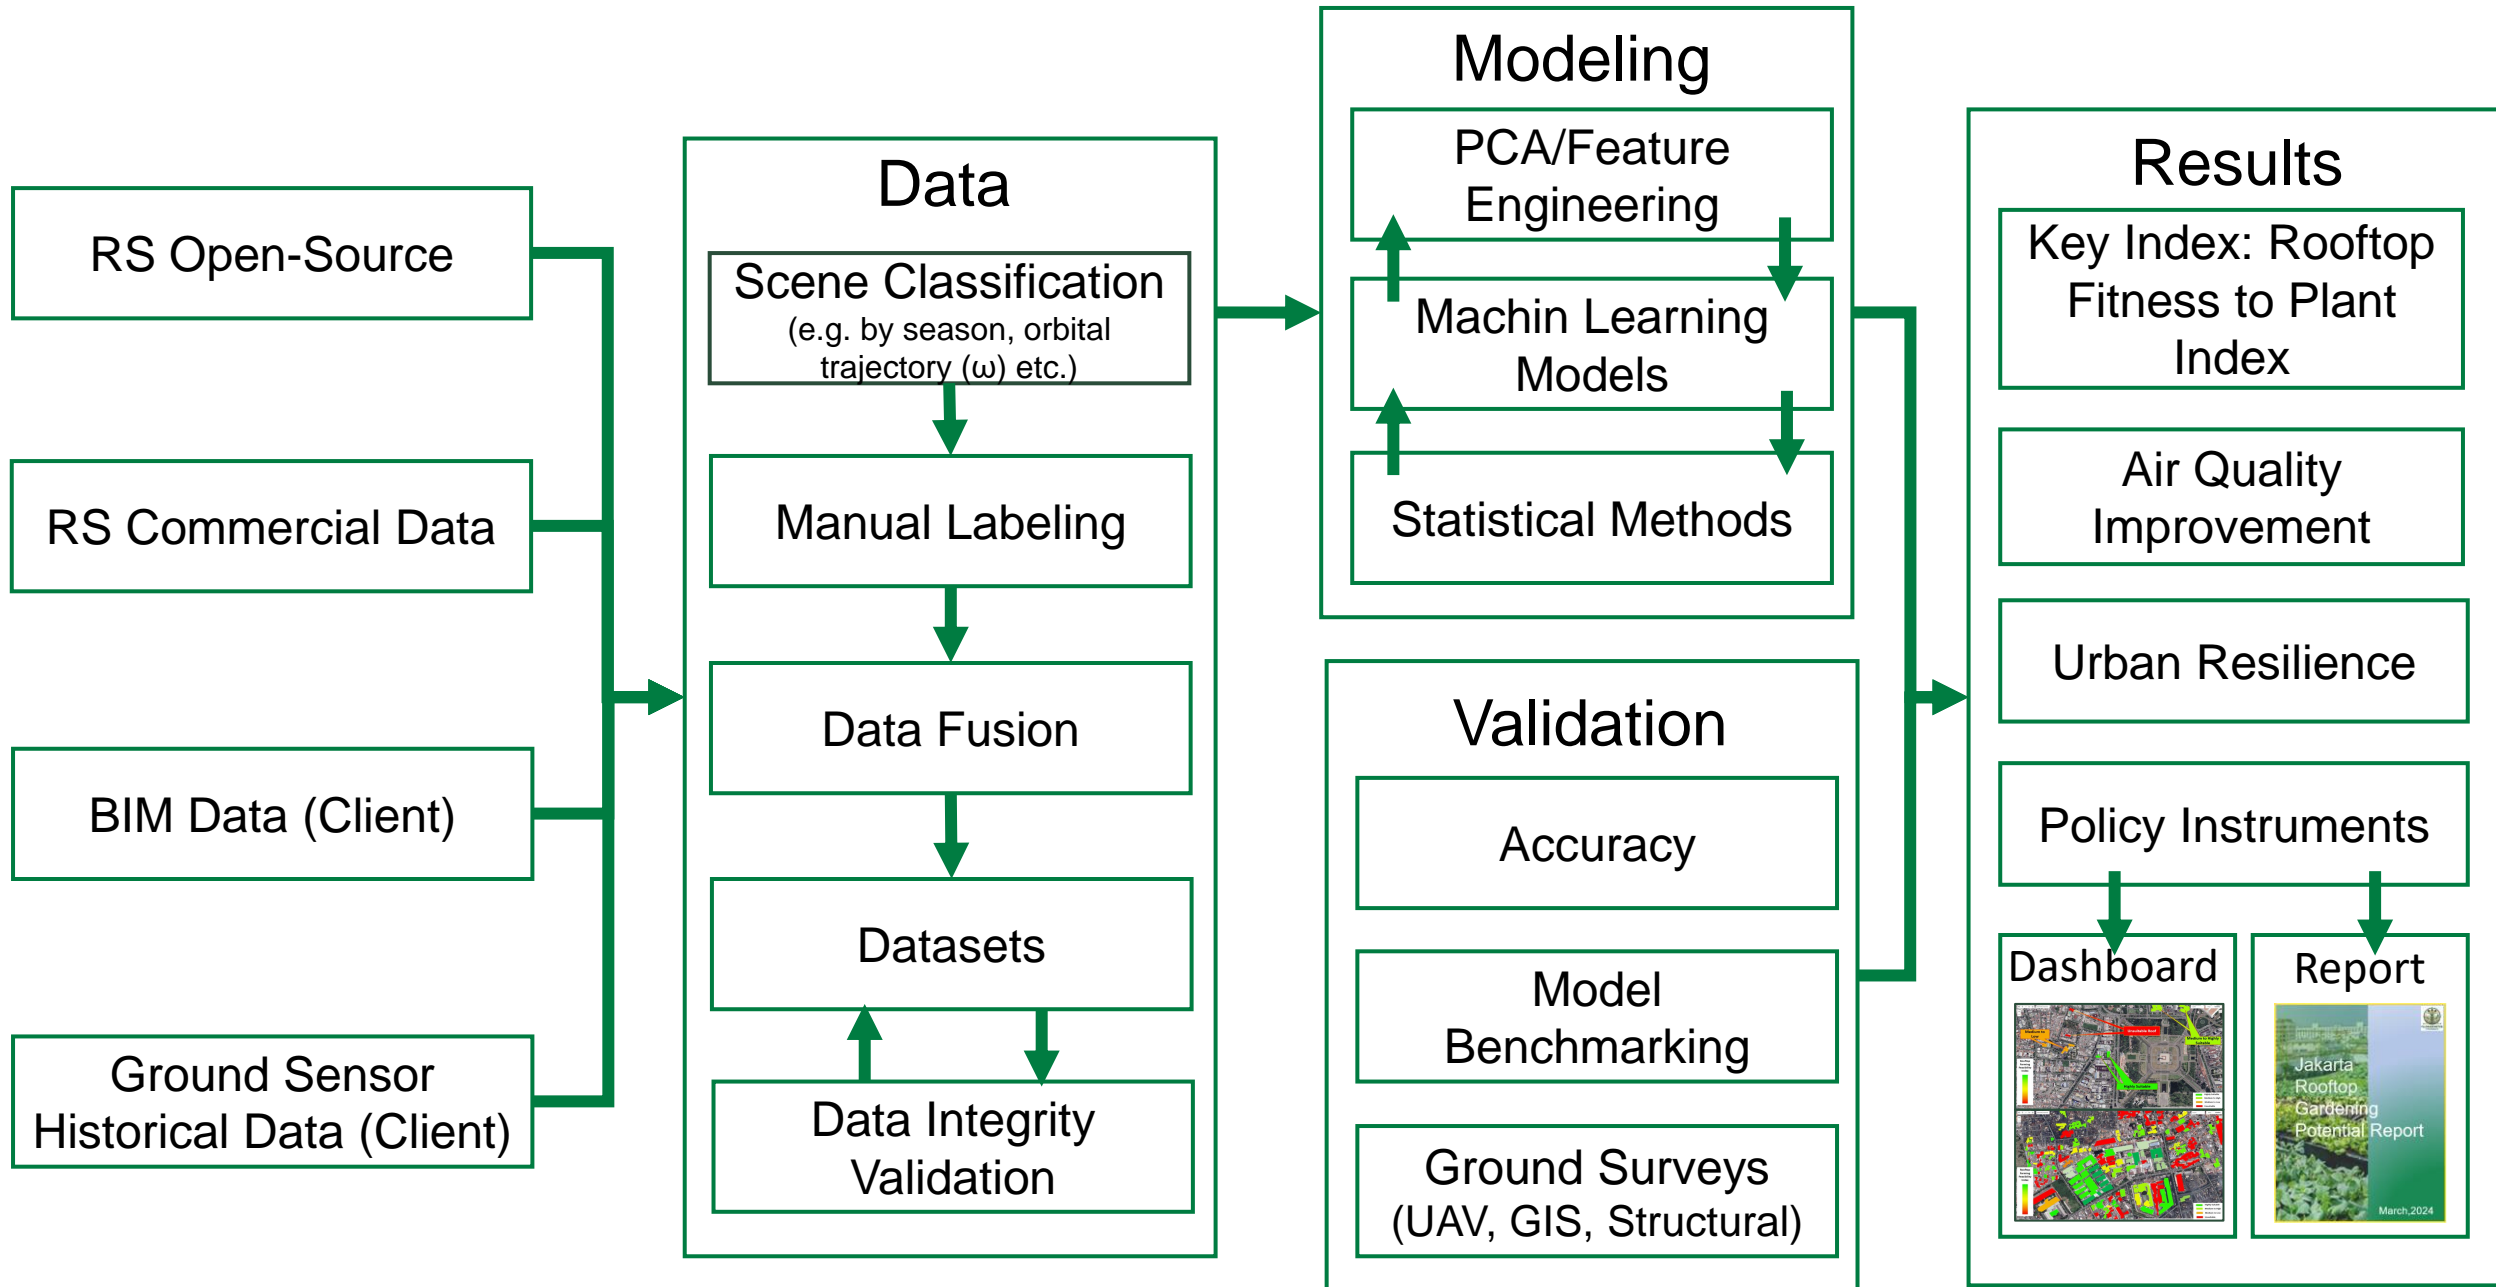 RS Open-Source
RS Commercial Data
BIM Data (Client)
Ground Sensor
Historical Data (Client)
Data
Scene Classification
(e.g. by season, orbital
trajectory (ω) etc.)
Manual Labeling
Data Fusion
Datasets
Data Integrity
Validation
Modeling
PCA/Feature
Engineering
Machin Learning
Models
Statistical Methods
Validation
Accuracy
Model
Benchmarking
Ground Surveys
(UAV, GIS, Structural)
Results
Key Index: Rooftop
Fitness to Plant
Index
Air Quality
Improvement
Urban Resilience
Policy Instruments
Dashboard
Report
Jakarta
Rooftop
Gardening
Potential Report
March,2024